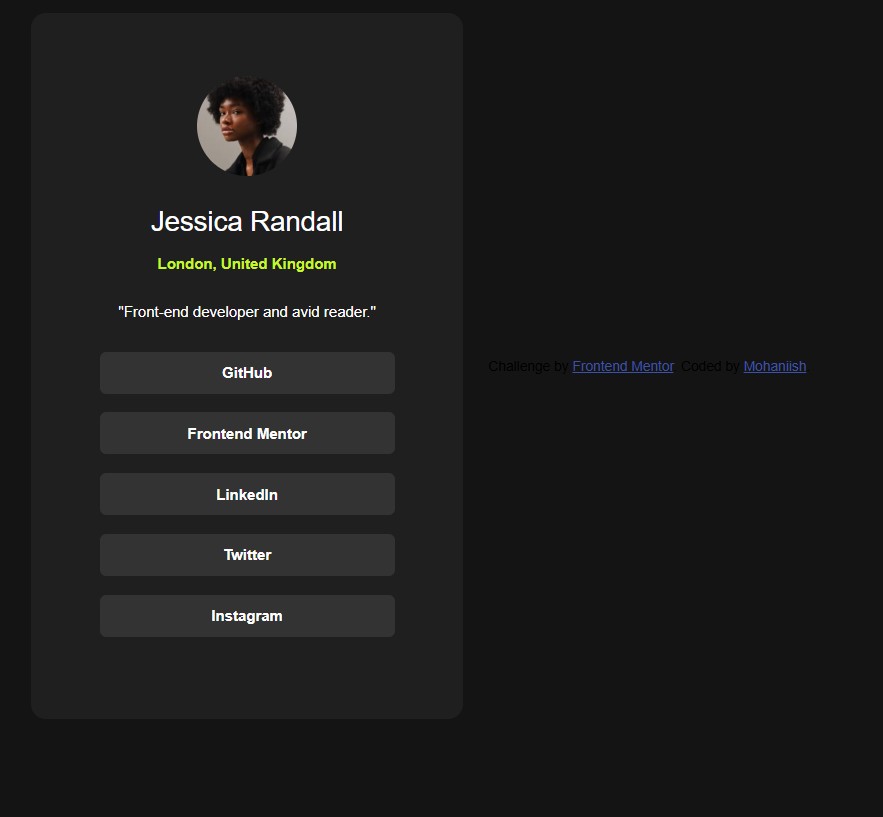 Jessica Randall
London, United Kingdom
"Front-end developer and avid reader."
GitHub
Frontend Mentor
LinkedIn
Twitter
Instagram
Challenge by Frontend Mentor. Coded by Mohaniish.